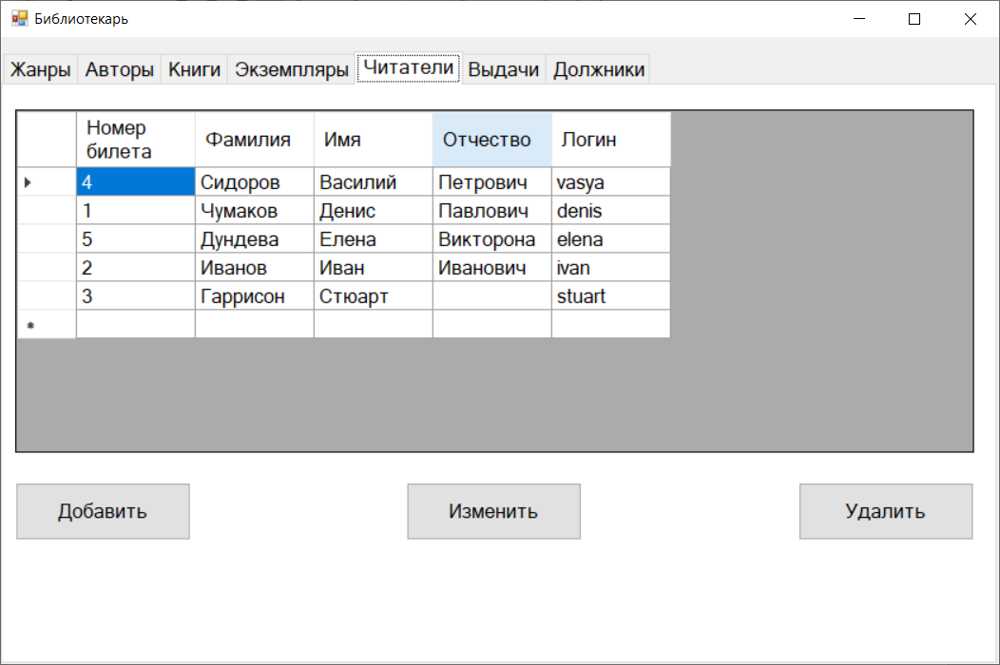 Библиотекарь
Жанры Авторы Книги Экземпляры Читатели Выдачи Должники
Номер билета Фамилия Имя Отчество Логин
4 Сидоров Василий Петрович vasya
1 Чумаков Денис Павлович denis
5 Дундева Елена Викторона elena
2 Иванов Иван Иванович ivan
3 Гаррисон Стюарт stuart
Добавить Изменить Удалить